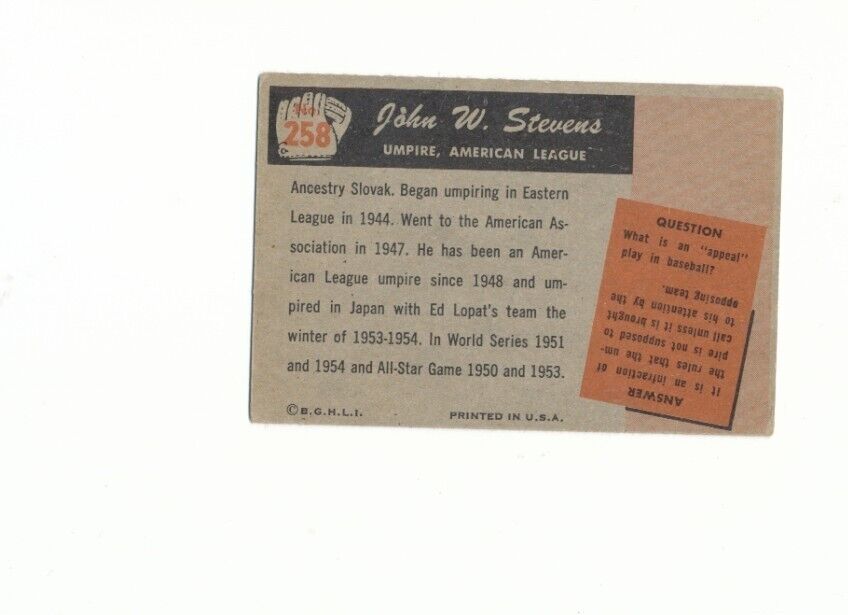 No.
258
John W. Stevens
UMPIRE, AMERICAN LEAGUE
Ancestry Slovak. Began umpiring in Eastern
League in 1944. Went to the American As-
sociation in 1947. He has been an Amer-
ican League umpire since 1948 and um-
pired in Japan with Ed Lopat's team the
winter of 1953-1954. In World Series 1951
and 1954 and All-Star Game 1950 and 1953.
©B.G.H.L.I.
PRINTED IN U.S.A.
QUESTION
What is an "appeal"
play in baseball?
ANSWER
It is an infraction of
the rules that the um-
pire is not supposed to
call unless it is brought
to his attention by the
opposing team.